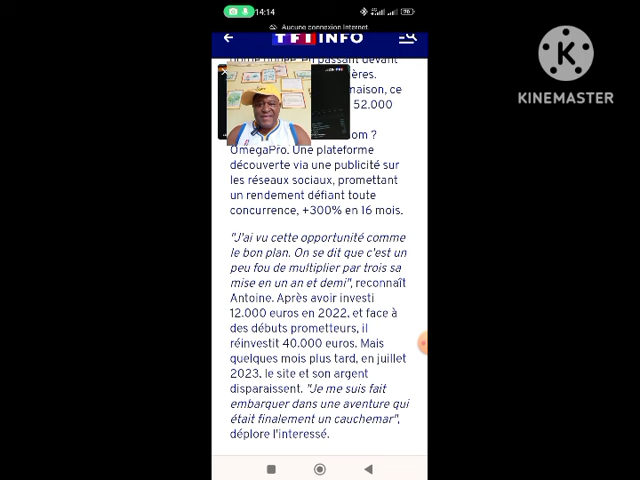 14:14
76
Aucune connexion Internet
TF1 INFO
KINEMASTER
ières.
maison, ce
52.000
om ?
OmegaPro. Une plateforme
découverte via une publicité sur
les réseaux sociaux, promettant
un rendement défiant toute
concurrence, +300% en 16 mois.
"J'ai vu cette opportunité comme
le bon plan. On se dit que c'est un
peu fou de multiplier par trois sa
mise en un an et demi", reconnaît
Antoine. Après avoir investi
12.000 euros en 2022, et face à
des débuts prometteurs, il
réinvestit 40.000 euros. Mais
quelques mois plus tard, en juillet
2023, le site et son argent
disparaissent. "Je me suis fait
embarquer dans une aventure qui
était finalement un cauchemar",
déplore l'interessé.